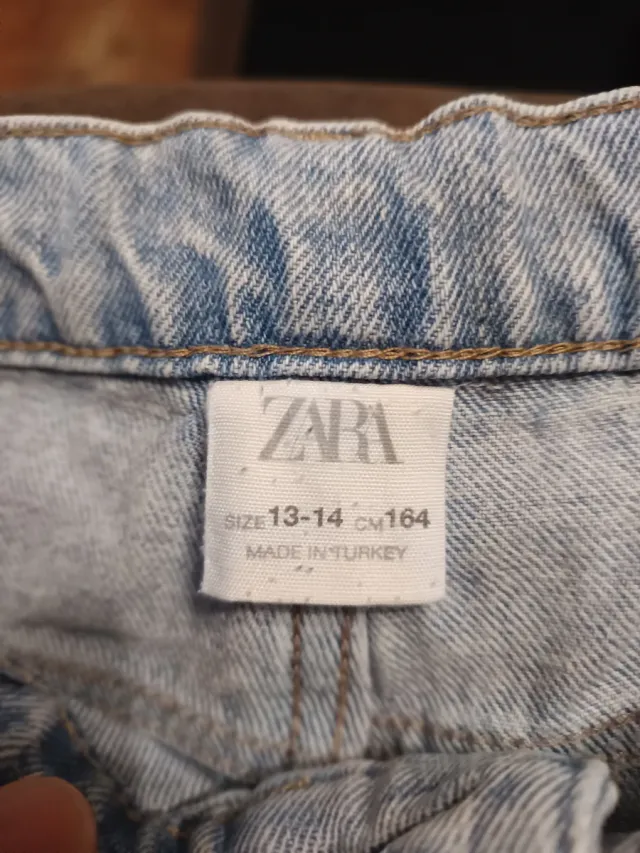 ZARA
SIZE 13-14 CM 164
MADE IN TURKEY